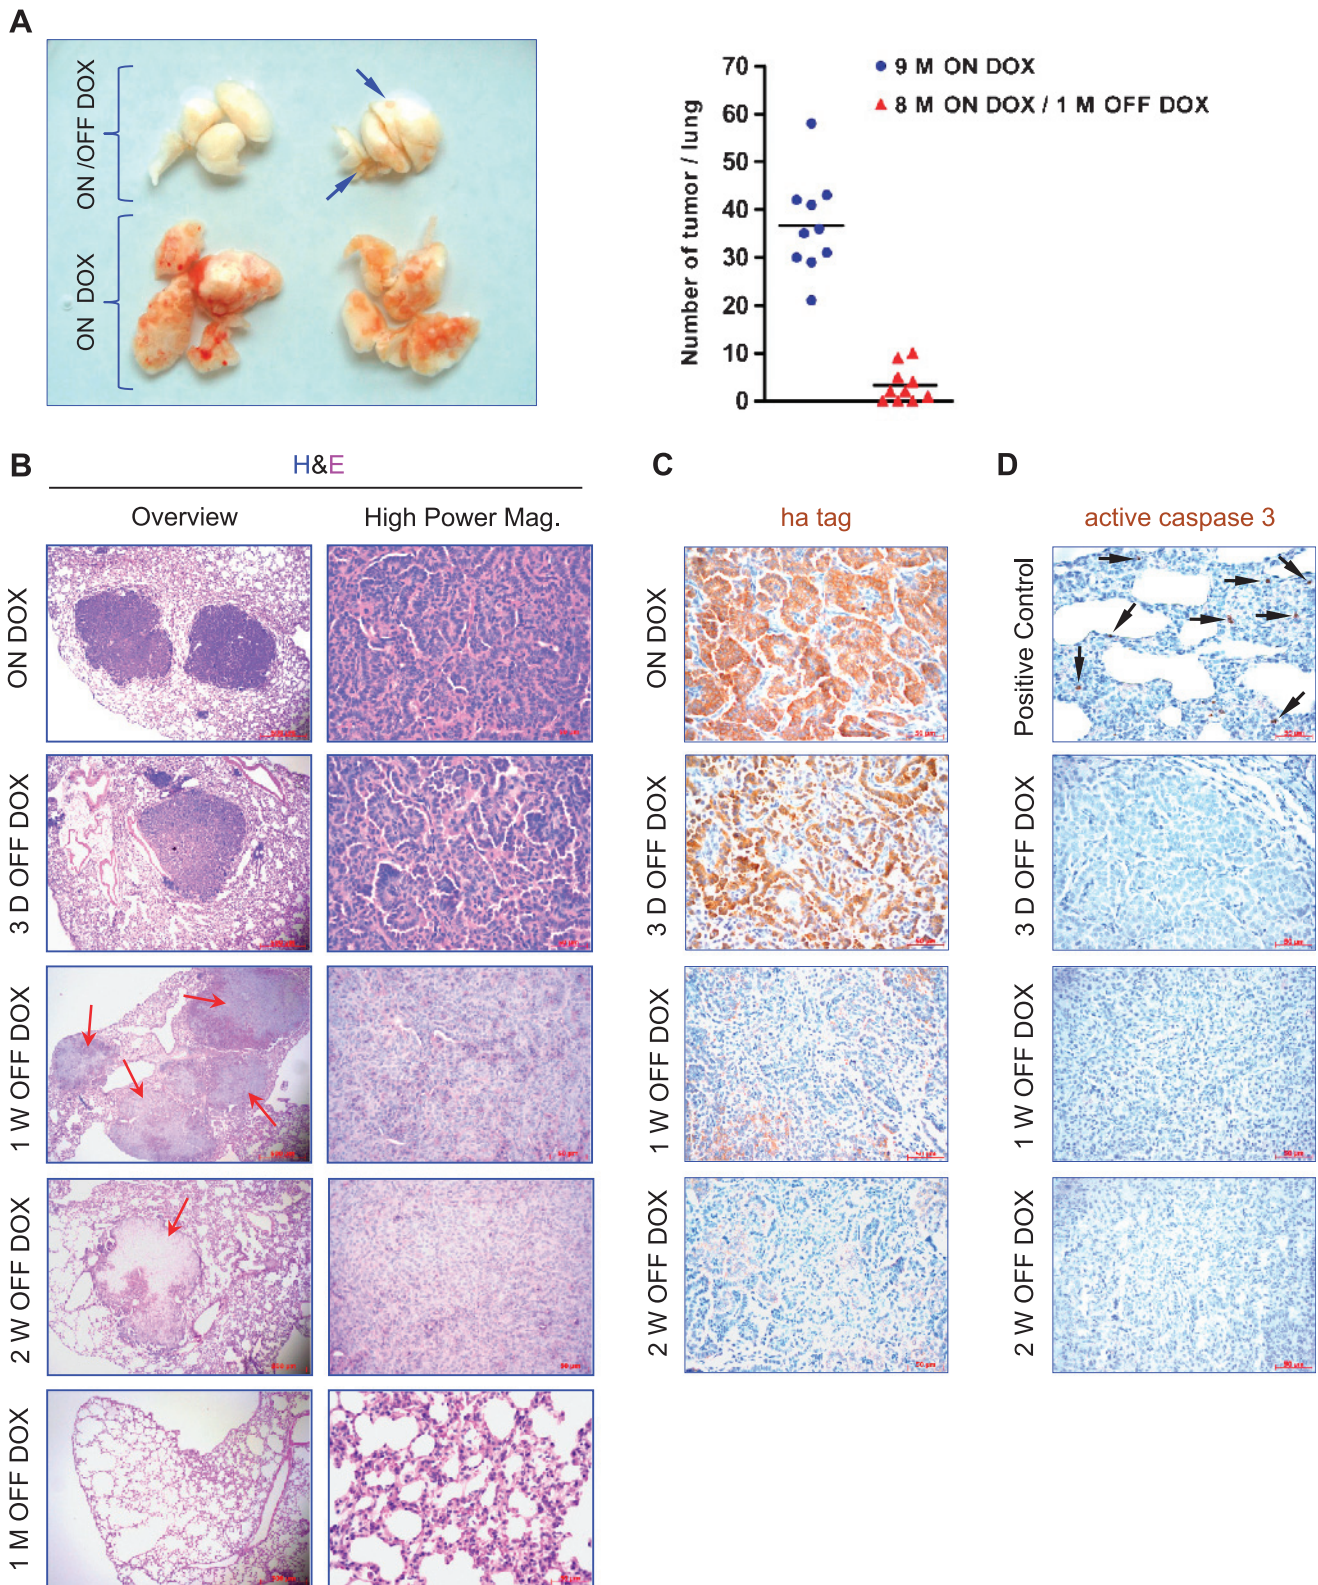 A
ON /OFF DOX
ON DOX
Number of tumor / lung
70
60
50
40
30
20
10
0
9 M ON DOX
8 M ON DOX / 1 M OFF DOX
B
H&E
Overview
High Power Mag.
ON DOX
3 D OFF DOX
1 W OFF DOX
2 W OFF DOX
1 M OFF DOX
C
ha tag
ON DOX
3 D OFF DOX
1 W OFF DOX
2 W OFF DOX
D
active caspase 3
Positive Control
3 D OFF DOX
1 W OFF DOX
2 W OFF DOX